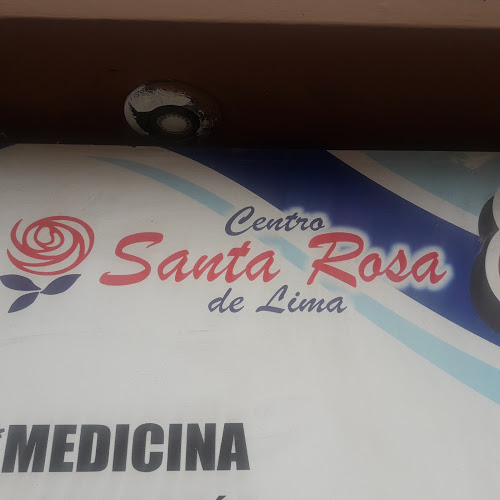 Centro
Santa Rosa
de Lima
*MEDICINA